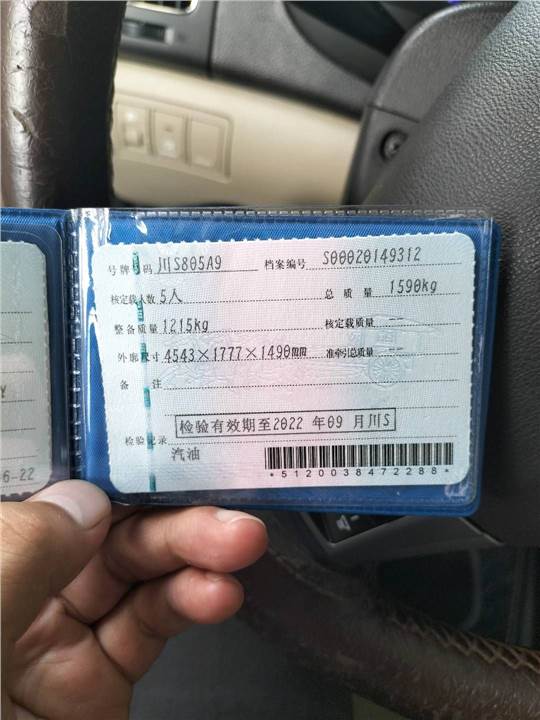 号牌号码 川S805A9 档案编号 S00020149312
核定载人数 5人 总质量 1590kg
整备质量 1215kg 核定载质量
外廓尺寸 4543×1777×1490mm 准牵引总质量
备注
检验有效期至2022 年09 月川S
检验记录
汽油
*5120038472288*
Y
6-22